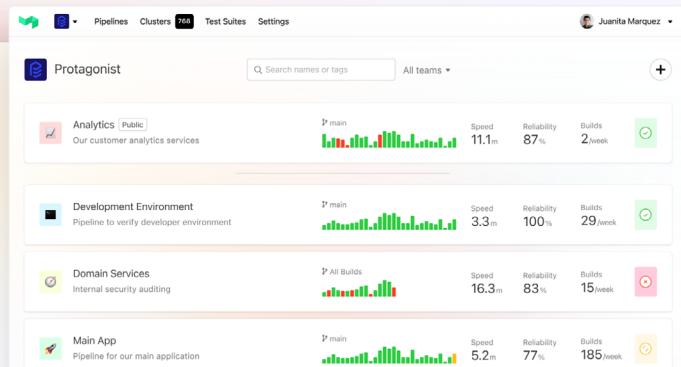 Pipelines Clusters 768 Test Suites Settings Juanita Marquez
Protagonist Search names or tags All teams
Analytics Public main Speed Reliability Builds
Our customer analytics services 11.1m 87% 2/week
Development Environment main Speed Reliability Builds
Pipeline to verify developer environment 3.3m 100% 29/week
Domain Services All Builds Speed Reliability Builds
Internal security auditing 16.3m 83% 15/week
Main App main Speed Reliability Builds
Pipeline for our main application 5.2m 77% 185/week